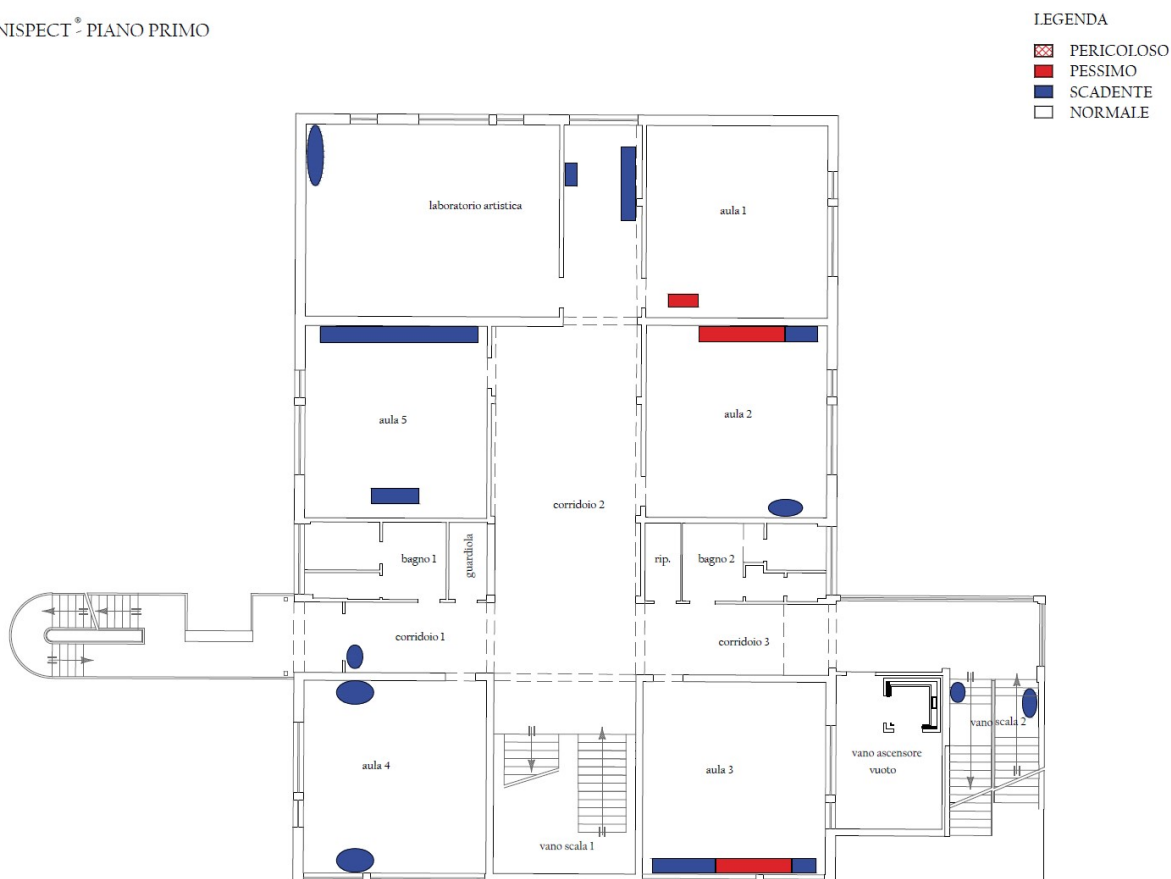 NISPECT® - PIANO PRIMO
LEGENDA
PERICOLOSO
PESSIMO
SCADENTE
NORMALE
laboratorio artistica
aula 1
aula 5
aula 2
corridoio 2
bagno 1
guardiola
rip.
bagno 2
corridoio 1
corridoio 3
vano scala 2
aula 4
aula 3
vano ascensore
vuoto
vano scala 1